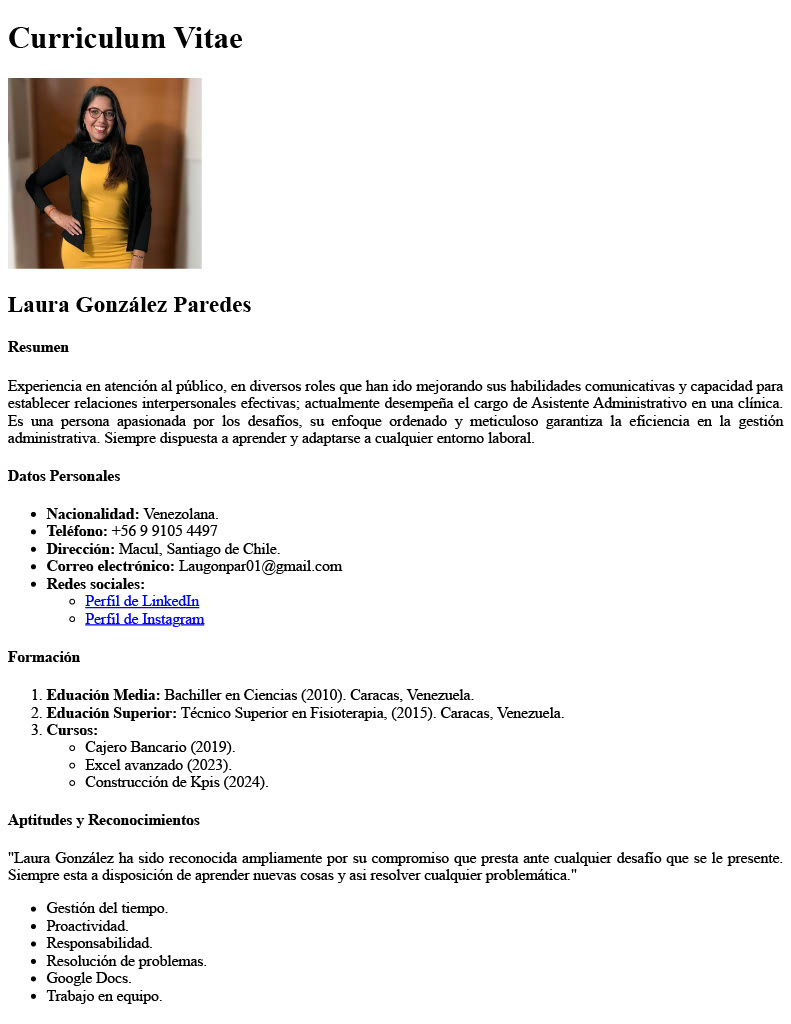 Curriculum Vitae
Laura González Paredes
Resumen
Experiencia en atención al público, en diversos roles que han ido mejorando sus habilidades comunicativas y capacidad para
establecer relaciones interpersonales efectivas; actualmente desempeña el cargo de Asistente Administrativo en una clínica.
Es una persona apasionada por los desafíos, su enfoque ordenado y meticuloso garantiza la eficiencia en la gestión
administrativa. Siempre dispuesta a aprender y adaptarse a cualquier entorno laboral.
Datos Personales
• Nacionalidad: Venezolana.
• Teléfono: +56 9 9105 4497
• Dirección: Macul, Santiago de Chile.
• Correo electrónico: Laugonpar01@gmail.com
• Redes sociales:
◦ Perfil de LinkedIn
◦ Perfil de Instagram
Formación
1. Eduación Media: Bachiller en Ciencias (2010). Caracas, Venezuela.
2. Eduación Superior: Técnico Superior en Fisioterapia, (2015). Caracas, Venezuela.
3. Cursos:
◦ Cajero Bancario (2019).
◦ Excel avanzado (2023).
◦ Construcción de Kpis (2024).
Aptitudes y Reconocimientos
"Laura González ha sido reconocida ampliamente por su compromiso que presta ante cualquier desafío que se le presente.
Siempre esta a disposición de aprender nuevas cosas y asi resolver cualquier problemática."
• Gestión del tiempo.
• Proactividad.
• Responsabilidad.
• Resolución de problemas.
• Google Docs.
• Trabajo en equipo.